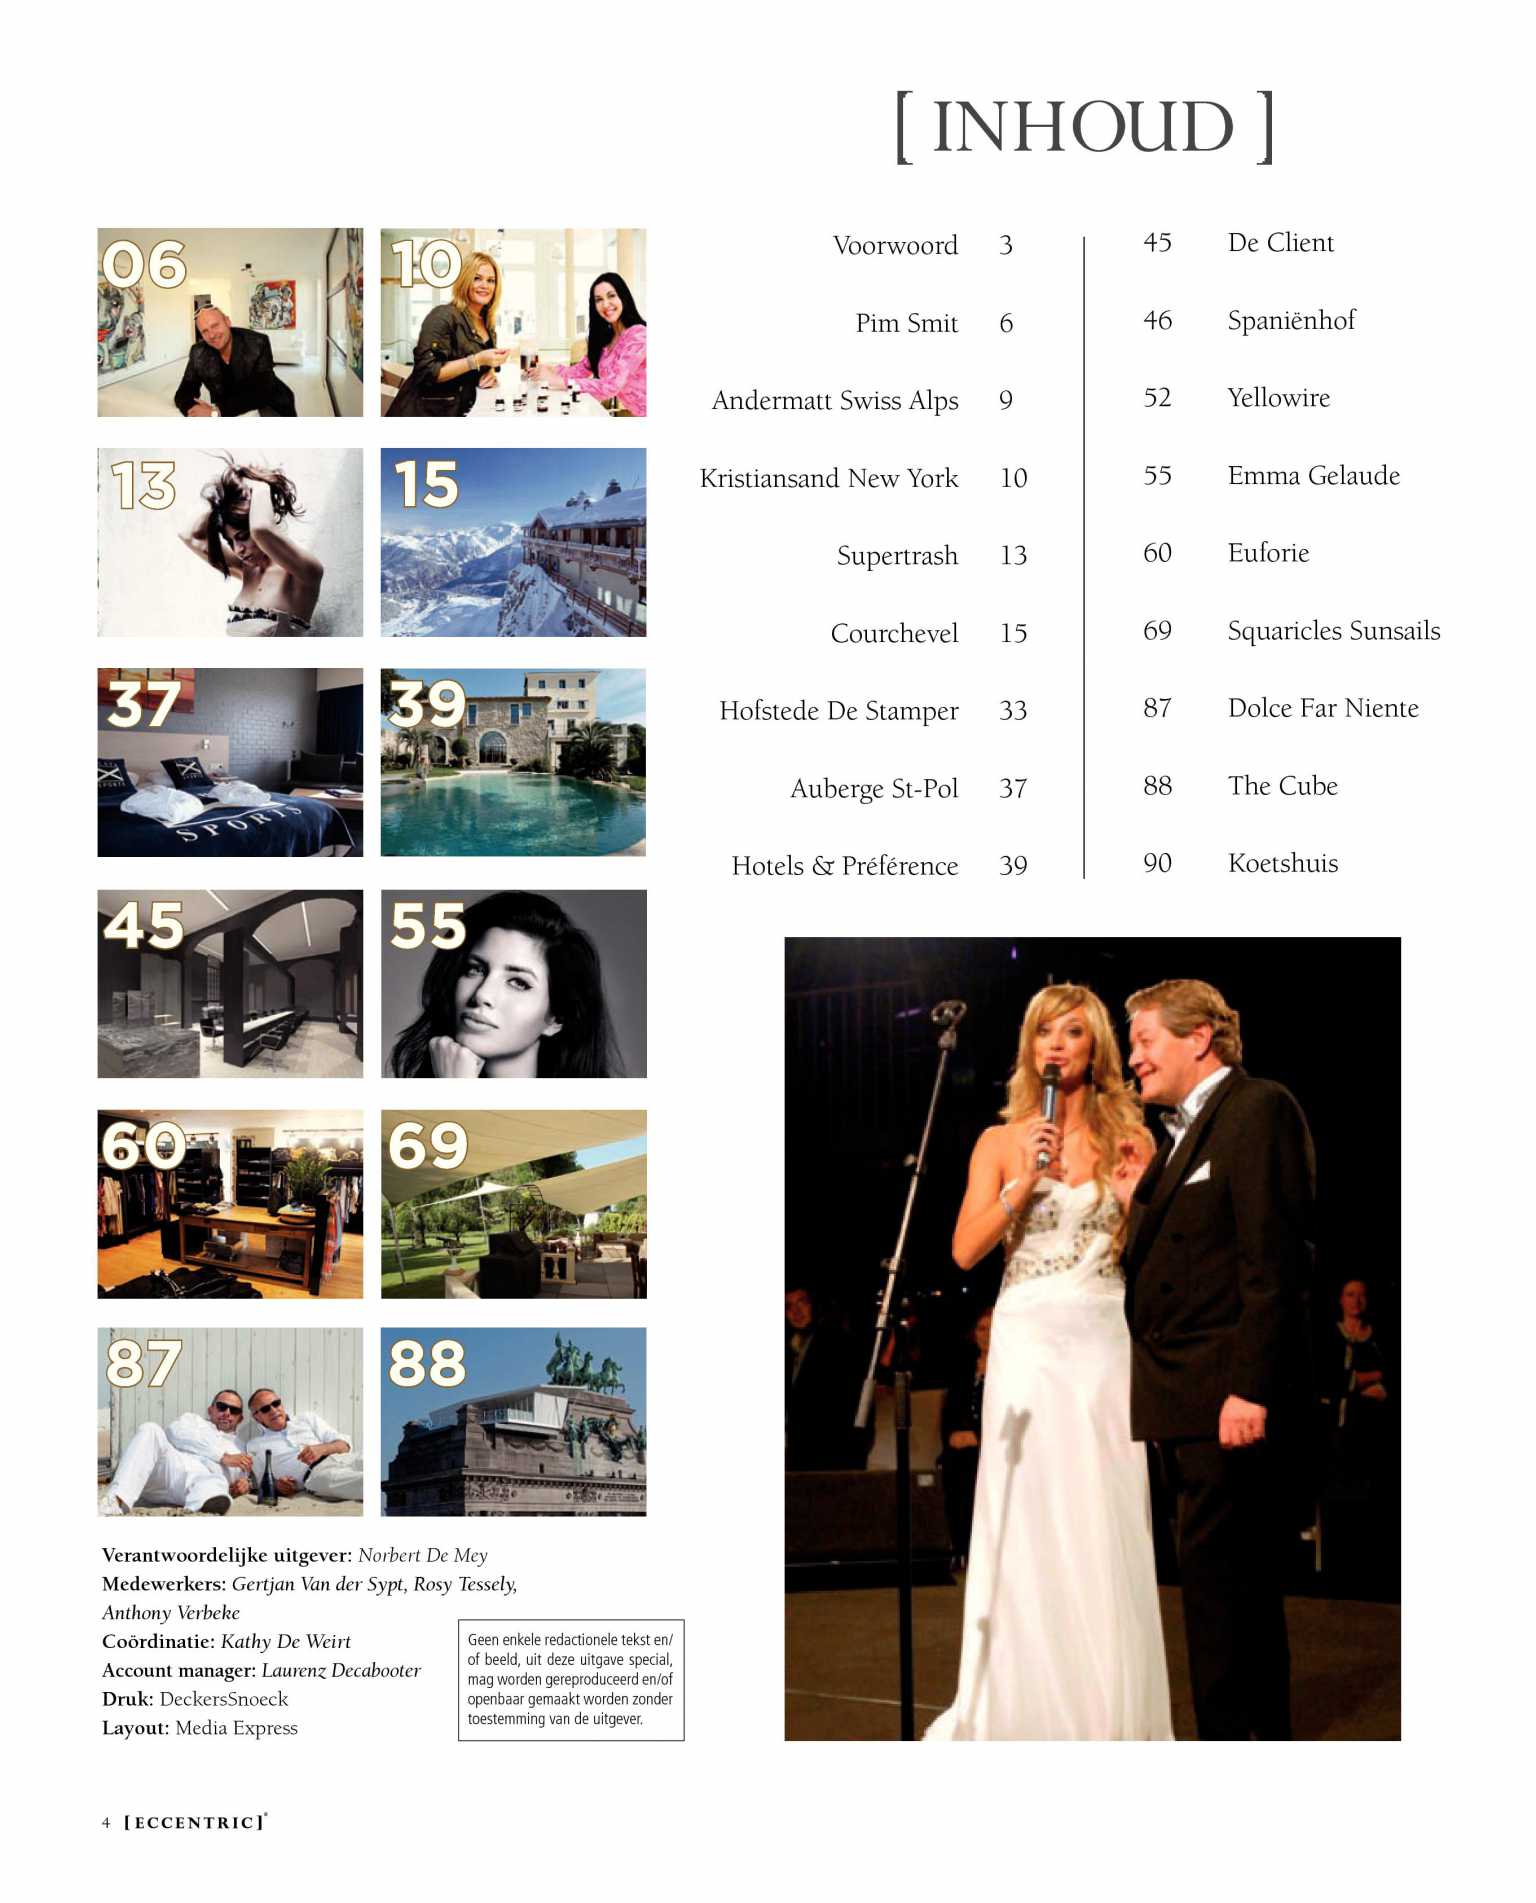 [ INHOUD ]
06
10
13
15
37
SPORTS
39
45
55
60
69
87
88
Voorwoord 3
Pim Smit 6
Andermatt Swiss Alps 9
Kristiansand New York 10
Supertrash 13
Courchevel 15
Hofstede De Stamper 33
Auberge St-Pol 37
Hotels & Préférence 39
45 De Client
46 Spaniënhof
52 Yellowire
55 Emma Gelaude
60 Euforie
69 Squaricles Sunsails
87 Dolce Far Niente
88 The Cube
90 Koetshuis
Verantwoordelijke uitgever: Norbert De Mey
Medewerkers: Gertjan Van der Sypt, Rosy Tessely,
Anthony Verbeke
Coördinatie: Kathy De Weirt
Account manager: Laurenz Decabooter
Druk: DeckersSnoeck
Layout: Media Express
Geen enkele redactionele tekst en/
of beeld, uit deze uitgave special,
mag worden gereproduceerd en/of
openbaar gemaakt worden zonder
toestemming van de uitgever.
4 [ECCENTRIC]®